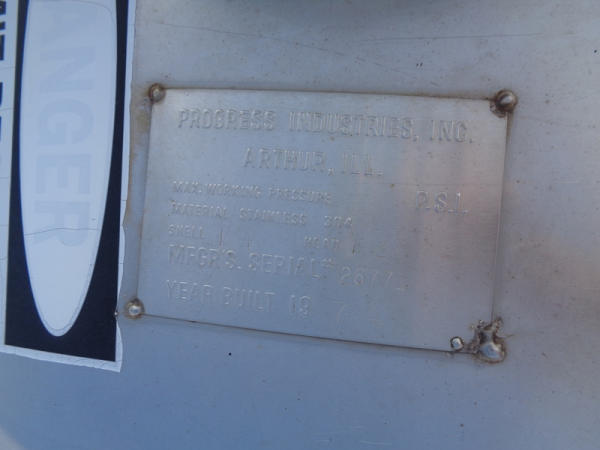 ANGER
PROGRESS INDUSTRIES, INC.
ARTHUR, ILL.
MAX. WORKING PRESSURE P.S.I.
MATERIAL STAINLESS 304
SHELL HEAD
MFGR'S. SERIAL#
YEAR BUILT 19